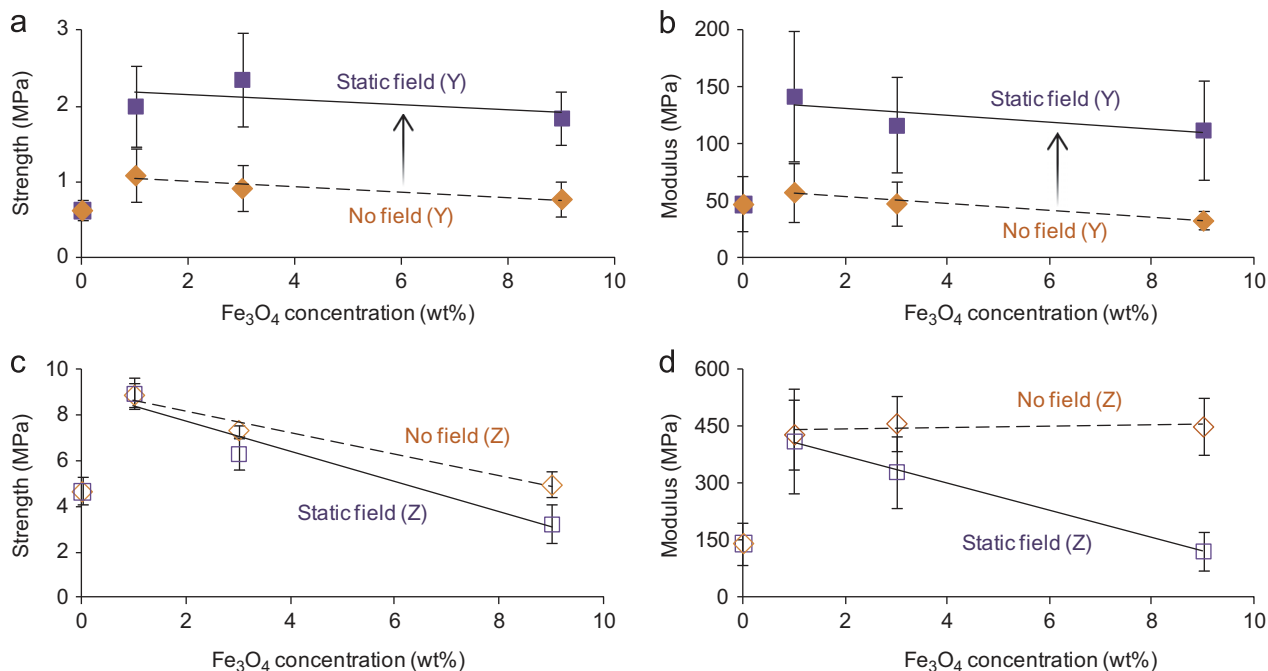 a
3
2
1
0
Strength (MPa)
Static field (Y)
No field (Y)
0 2 4 6 8 10
Fe₃O₄ concentration (wt%)
b
200
150
100
50
0
Modulus (MPa)
Static field (Y)
No field (Y)
0 2 4 6 8 10
Fe₃O₄ concentration (wt%)
c
10
8
6
4
2
0
Strength (MPa)
No field (Z)
Static field (Z)
0 2 4 6 8 10
Fe₃O₄ concentration (wt%)
d
600
450
300
150
0
Modulus (MPa)
No field (Z)
Static field (Z)
0 2 4 6 8 10
Fe₃O₄ concentration (wt%)